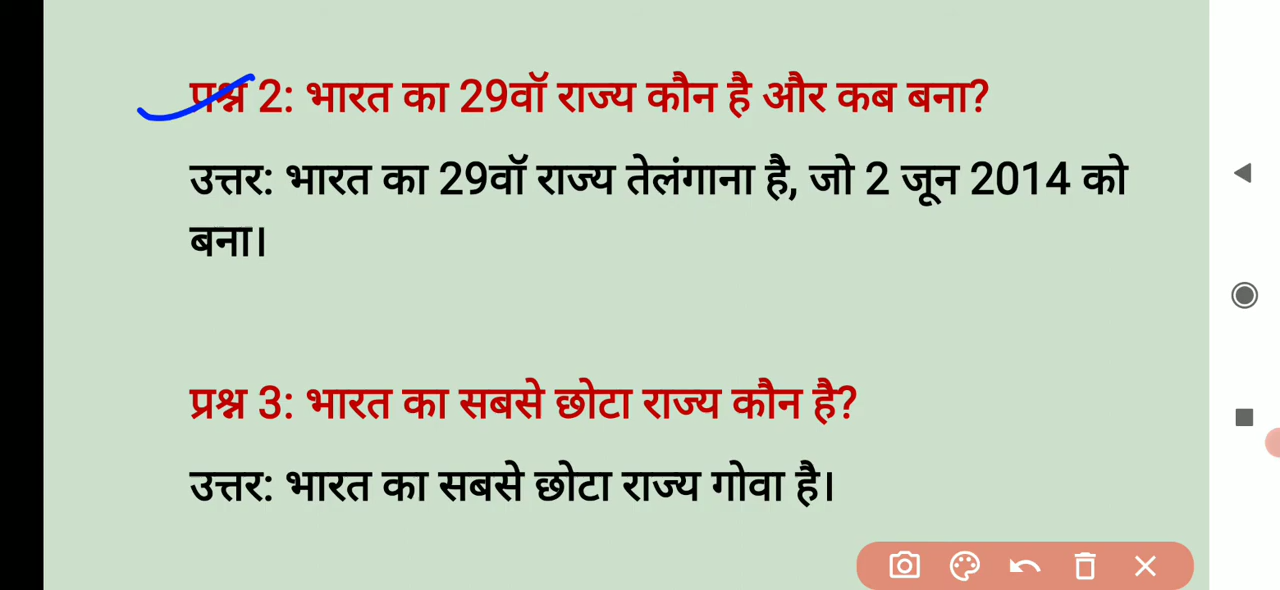 प्रश्न 2: भारत का 29वॉ राज्य कौन है और कब बना?
उत्तर: भारत का 29वॉ राज्य तेलंगाना है, जो 2 जून 2014 को
बना।
प्रश्न 3: भारत का सबसे छोटा राज्य कौन है?
उत्तर: भारत का सबसे छोटा राज्य गोवा है।